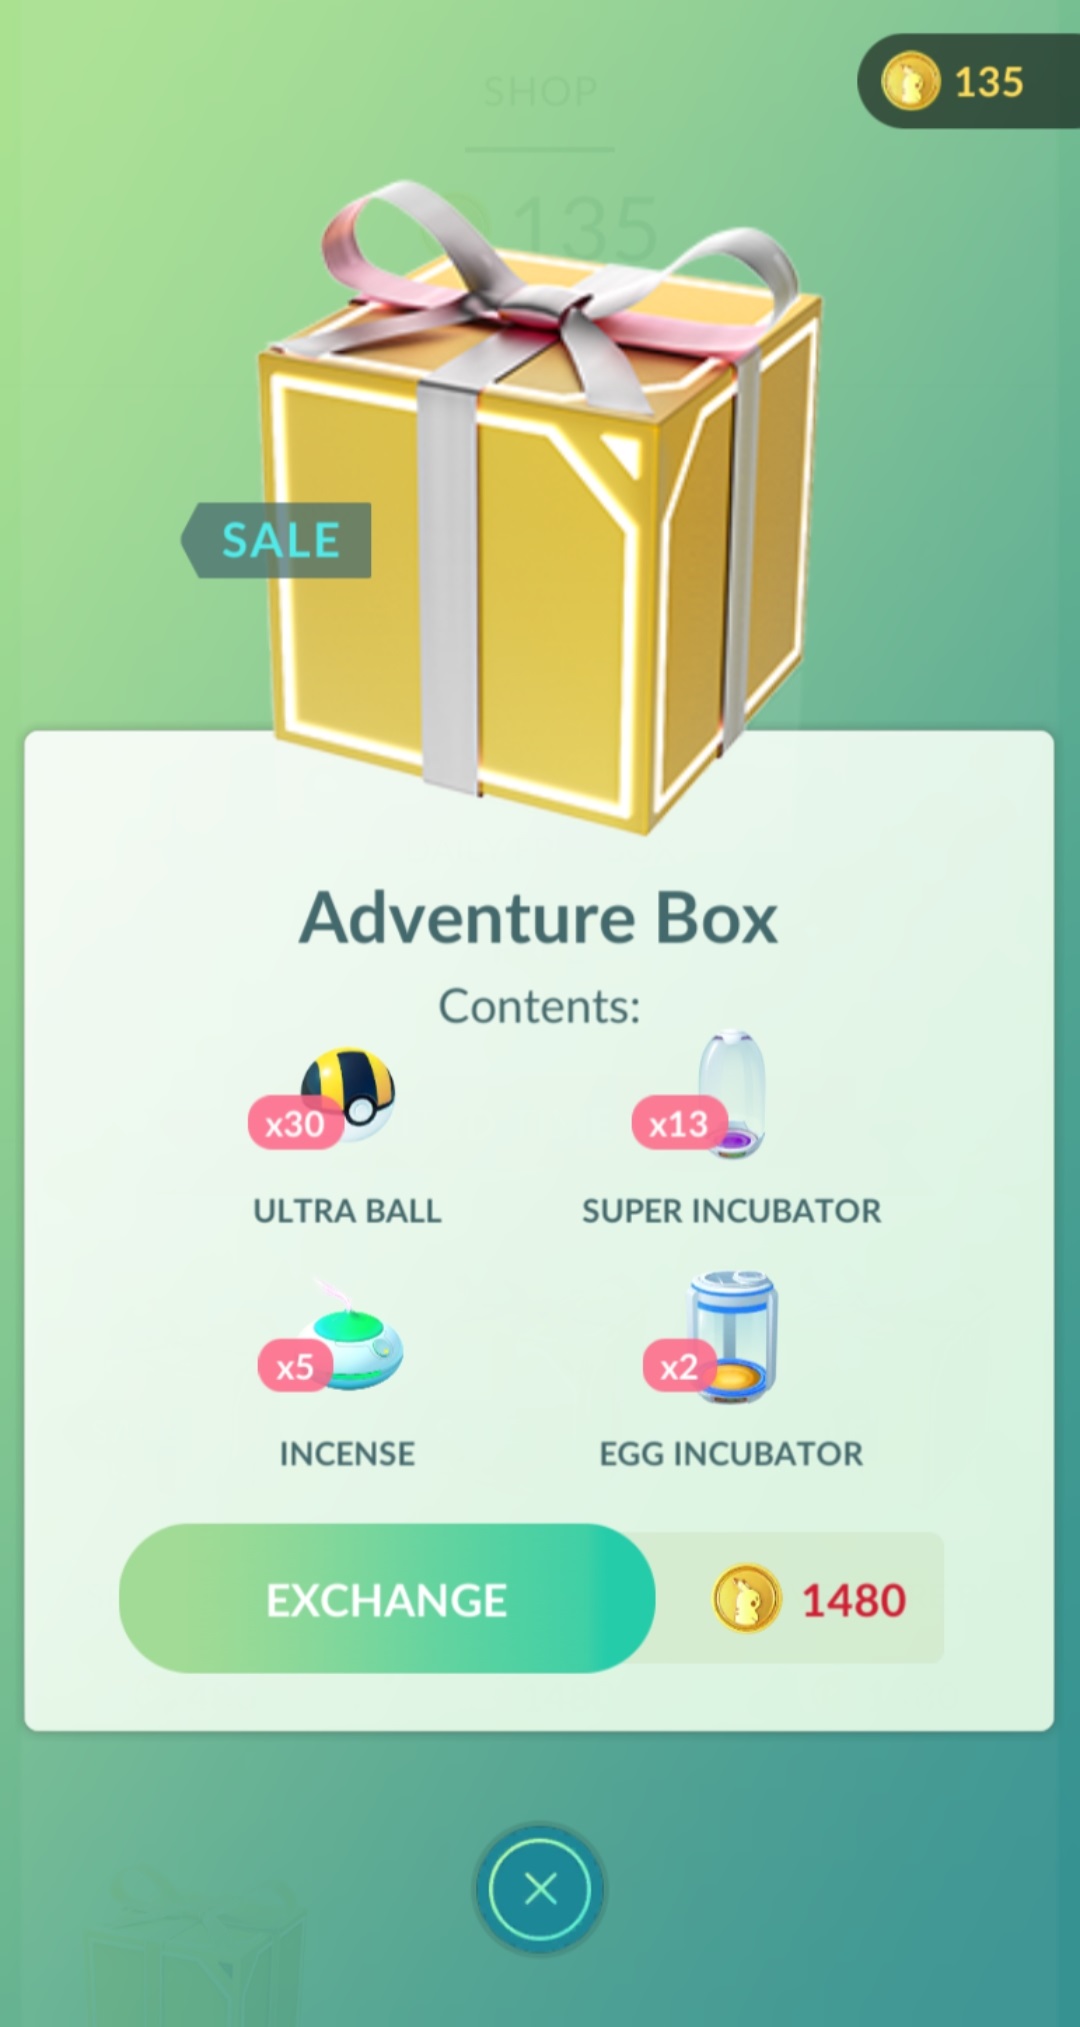 135
SHOP
135
SALE
Adventure Box
Contents:
x30
x13
ULTRA BALL
SUPER INCUBATOR
x5
x2
INCENSE
EGG INCUBATOR
EXCHANGE
1480